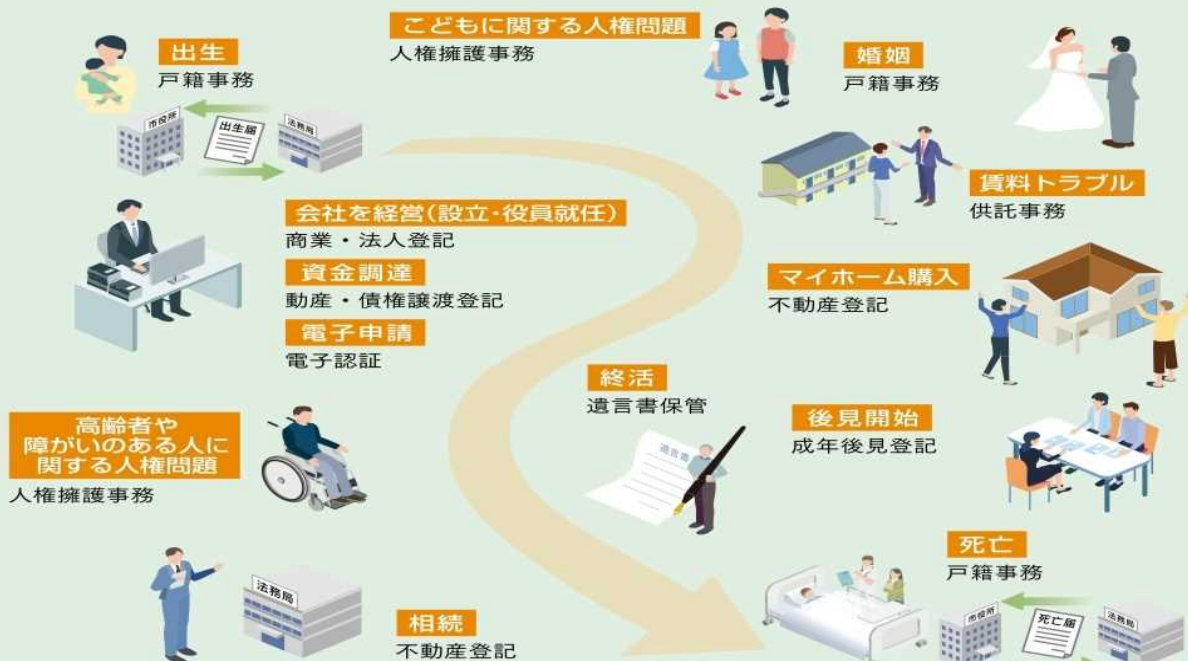 出生
戸籍事務
市役所
出生届
法務局
こどもに関する人権問題
人権擁護事務
婚姻
戸籍事務
賃料トラブル
供託事務
会社を経営(設立・役員就任)
商業・法人登記
資金調達
動産・債権譲渡登記
電子申請
電子認証
マイホーム購入
不動産登記
終活
遺言書保管
遺言書
後見開始
成年後見登記
高齢者や
障がいのある人に
関する人権問題
人権擁護事務
死亡
戸籍事務
市役所
死亡届
法務局
法務局
相続
不動産登記